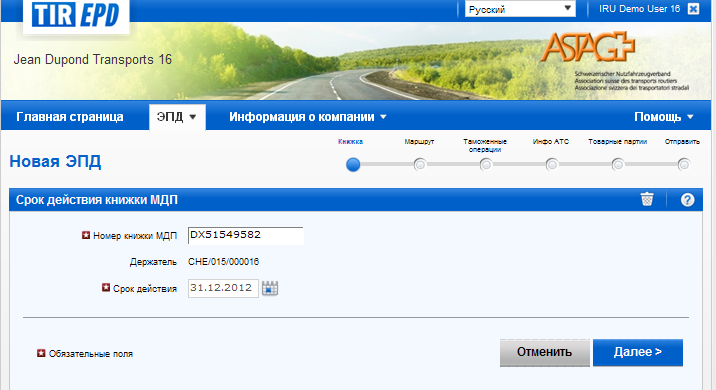 TIR EPD
Русский
IRU Demo User 16
Jean Dupond Transports 16
ASTAG
Schweizerischer Nutzfahrzeugverband
Association suisse des transports routiers
Associazione svizzera dei trasportatori stradali
Главная страница
ЭПД
Информация о компании
Помощь
Новая ЭПД
Книжка
Маршрут
Таможенные
операции
Инфо АТС
Товарные партии
Отправить
Срок действия книжки МДП
?
Номер книжки МДП
DX51549582
Держатель
CHE/015/000016
Срок действия
31.12.2012
Обязательные поля
Отменить
Далее >